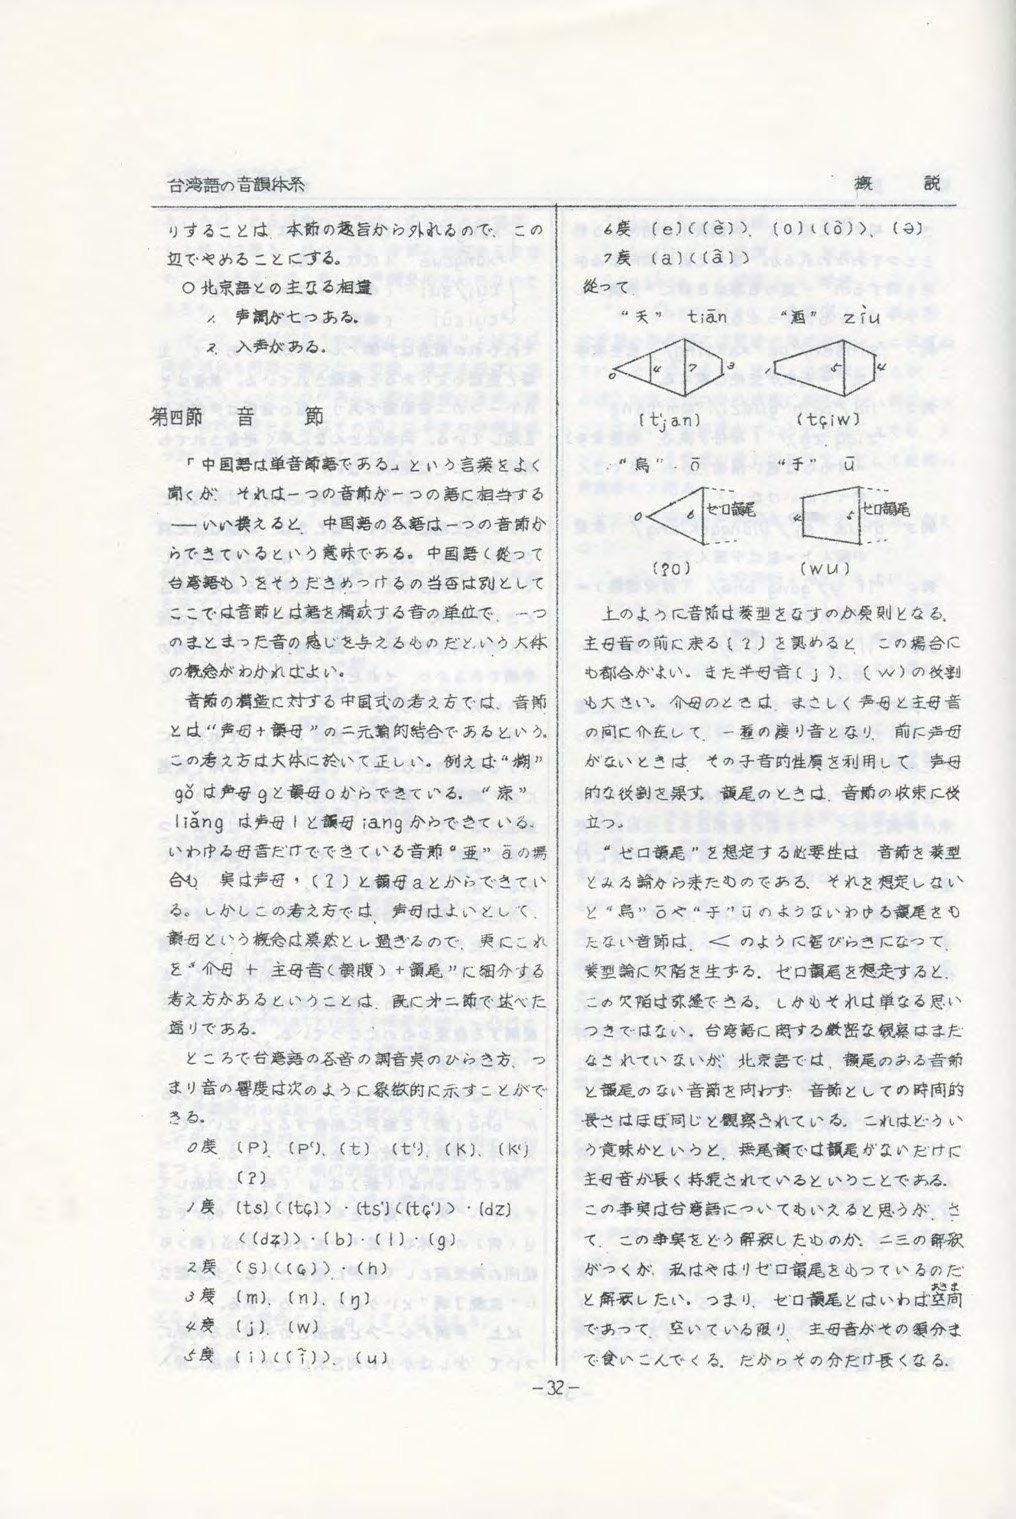 台湾語の音韻体系
概 説
りすることは、本節の趣旨から外れるので、この
辺でやめることにする。
○北京語との主なる相違
1. 声調が七つある。
2. 入声がある。
第四節 音 節
「中国語は単音節語である」という言葉をよく
聞くが、それは一つの音節が一つの語に相当する
――いい換えると、中国語の各語は一つの音節か
らできているという意味である。中国語(従って
台湾語も)をそうだときめつけるの当否は別として
ここでは音節とは語を構成する音の単位で、一つ
のまとまった音の感じを与えるものだという大体
の概念がわかればよい。
音節の構造に対する中国式の考え方では、音節
とは“声母+韻母”の二元論的結合であるという。
この考え方は大体に於いて正しい。例えば“糊”
gǒ は声母gと韻母oからできている。“涼”
liǎng は声母lと韻母iangからできている。
いわゆる母音だけでできている音節“亜”āの場
合も、実は声母・(ʔ)と韻母aとからできてい
る。しかしこの考え方では、声母はよいとして、
韻母という概念は漠然とし過ぎるので、更にこれ
を“介母 + 主母音(韻腹)+韻尾”に細分する
考え方があるということは、既に第二節で述べた
通りである。
ところで台湾語の各音の調音点のひらき方、つ
まり音の響度は次のように象徴的に示すことがで
きる。
0度 (P)、(P‘)、(t)、(t‘)、(K)、(K‘)
(ʔ)
1度 (ts)((tɕ))・(ts‘)((tɕ‘))・(dz)
((dʑ))・(b)・(l)・(g)
2度 (S)((ɕ))・(h)
3度 (m)、(n)、(ŋ)
4度 (j)、(w)
5度 (i)((ĩ))、(u)
6度 (e)((ẽ))、(o)((õ))、(ə)
7度 (a)((ã))
従って、
“天” tiān “酒” zìu
0 4 7 3 1 5 4
(t‘jan) (tɕiw)
“烏” ō “于” ū
0 6 ゼロ韻尾 4 5 ゼロ韻尾
(ʔo) (wu)
上のように音節は菱型をなすのが原則となる。
主母音の前に来る(ʔ)を認めると、この場合に
も都合がよい。また半母音(j)、(w)の役割
も大きい。介母のときは、まさしく声母と主母音
の間に介在して、一種の渡り音となり、前に声母
がないときは、その子音的性質を利用して、声母
的な役割を果す。韻尾のときは、音節の収束に役
立つ。
“ゼロ韻尾”を想定する必要性は、音節を菱型
とみる論から来たものである。それを想定しない
と“烏”ōや“于”ūのようないわゆる韻尾をも
たない音節は、<のように裾びらきになって、
菱型論に欠陥を生ずる。ゼロ韻尾を想定すると、
この欠陥は弥縫できる。しかもそれは単なる思い
つきではない。台湾語に関する厳密な観察はまだ
なされていないが、北京語では、韻尾のある音節
と韻尾のない音節を問わず、音節としての時間的
長さはほぼ同じと観察されている。これはどうい
う意味かというと、無尾韻では韻尾がないだけに
主母音が長く持続されているということである。
この事実は台湾語についてもいえると思うが、さ
て、この事実をどう解釈したものか。二三の解釈
がつくが、私はやはりゼロ韻尾をもっているのだ
と解釈したい。つまり、ゼロ韻尾とはいわば空間
であって、空いている限り、主母音がその領分ま
で食いこんでくる。だからその分だけ長くなる。
-32-